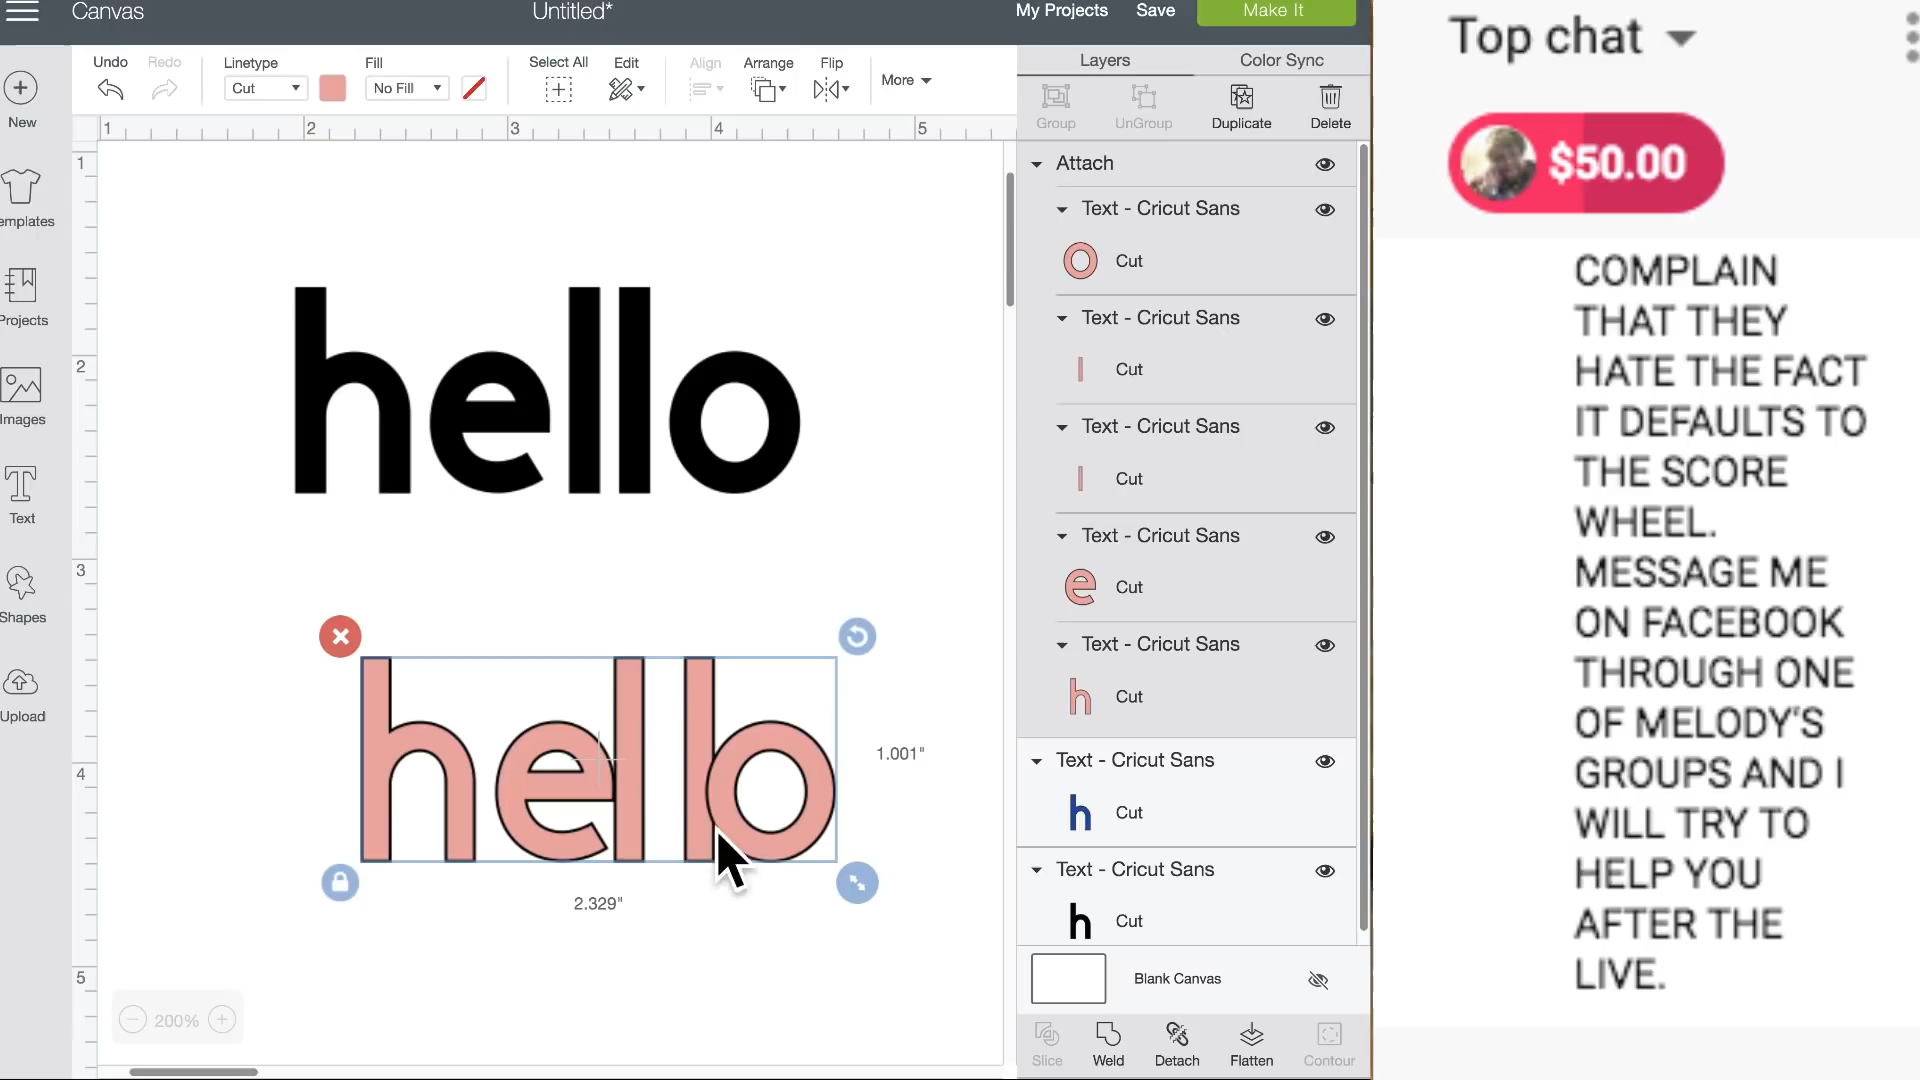 Canvas
Untitled*
My Projects
Save
Make It
Undo
Redo
Linetype
Cut
Fill
No Fill
Select All
Edit
Align
Arrange
Flip
More
Layers
Color Sync
Group
UnGroup
Duplicate
Delete
New
emplates
Projects
Images
Text
Shapes
Upload
1 2 3 4 5
1
2
3
4
5
hello
hello
1.001"
2.329"
200%
Attach
Text - Cricut Sans
o Cut
Text - Cricut Sans
l Cut
Text - Cricut Sans
l Cut
Text - Cricut Sans
e Cut
Text - Cricut Sans
h Cut
Text - Cricut Sans
h Cut
Text - Cricut Sans
h Cut
Blank Canvas
Slice
Weld
Detach
Flatten
Contour
Top chat
$50.00
COMPLAIN
THAT THEY
HATE THE FACT
IT DEFAULTS TO
THE SCORE
WHEEL.
MESSAGE ME
ON FACEBOOK
THROUGH ONE
OF MELODY'S
GROUPS AND I
WILL TRY TO
HELP YOU
AFTER THE
LIVE.